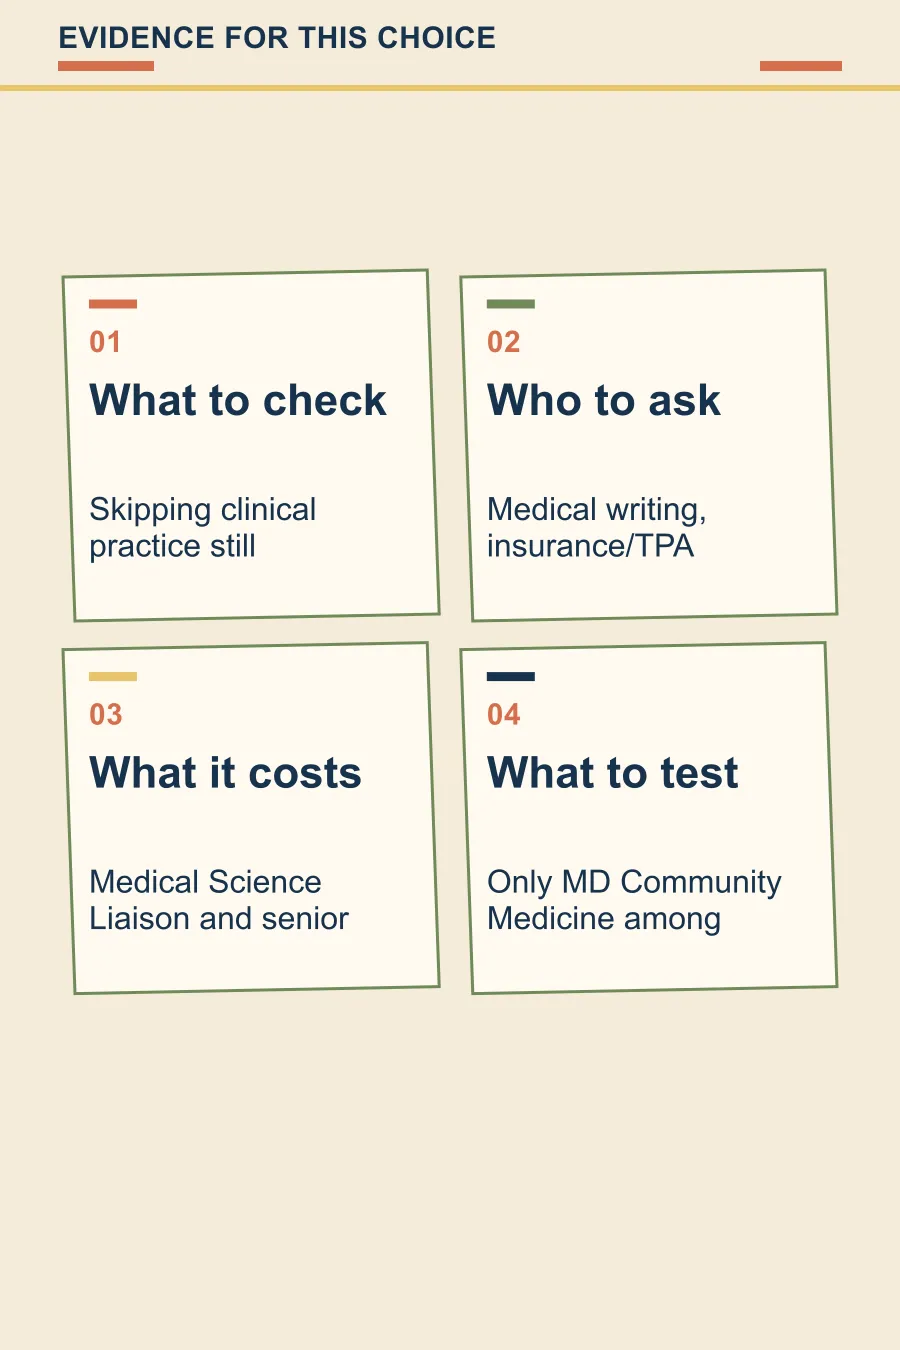 EVIDENCE FOR THIS CHOICE
01
What to check
Skipping clinical
practice still
02
Who to ask
Medical writing,
insurance/TPA
03
What it costs
Medical Science
Liaison and senior
04
What to test
Only MD Community
Medicine among